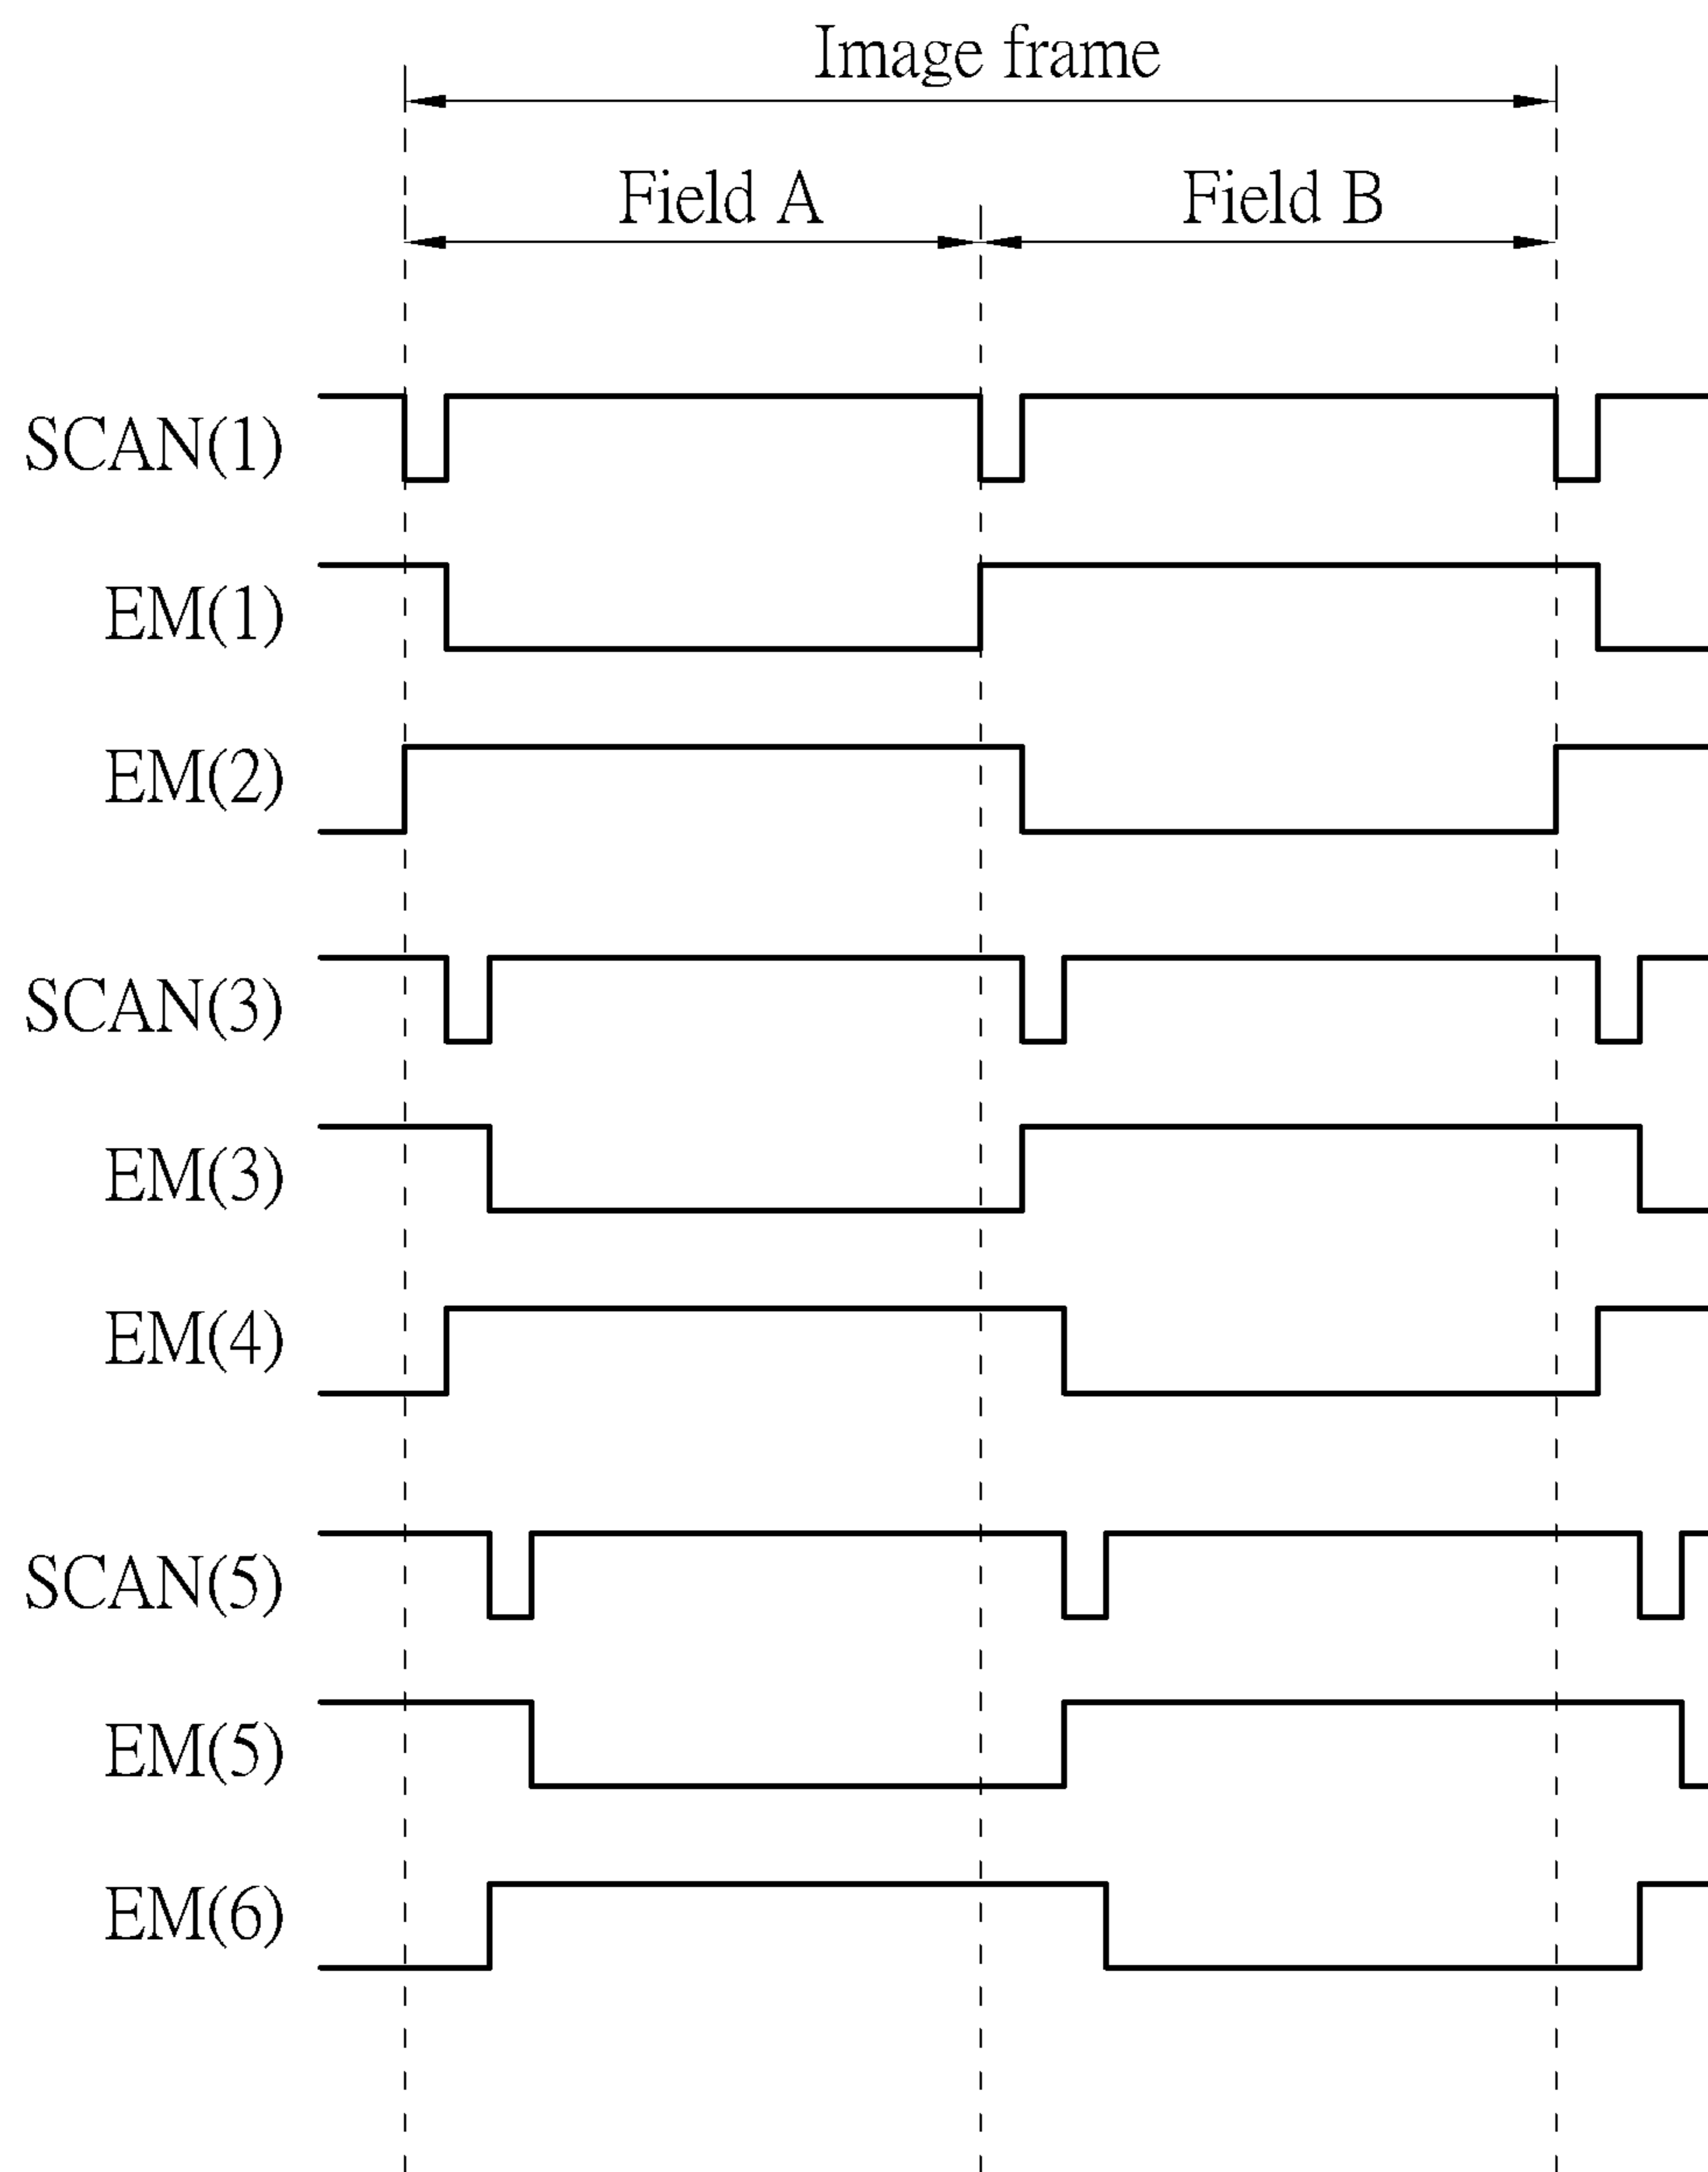 Image frame
Field A Field B
SCAN(1)
EM(1)
EM(2)
SCAN(3)
EM(3)
EM(4)
SCAN(5)
EM(5)
EM(6)